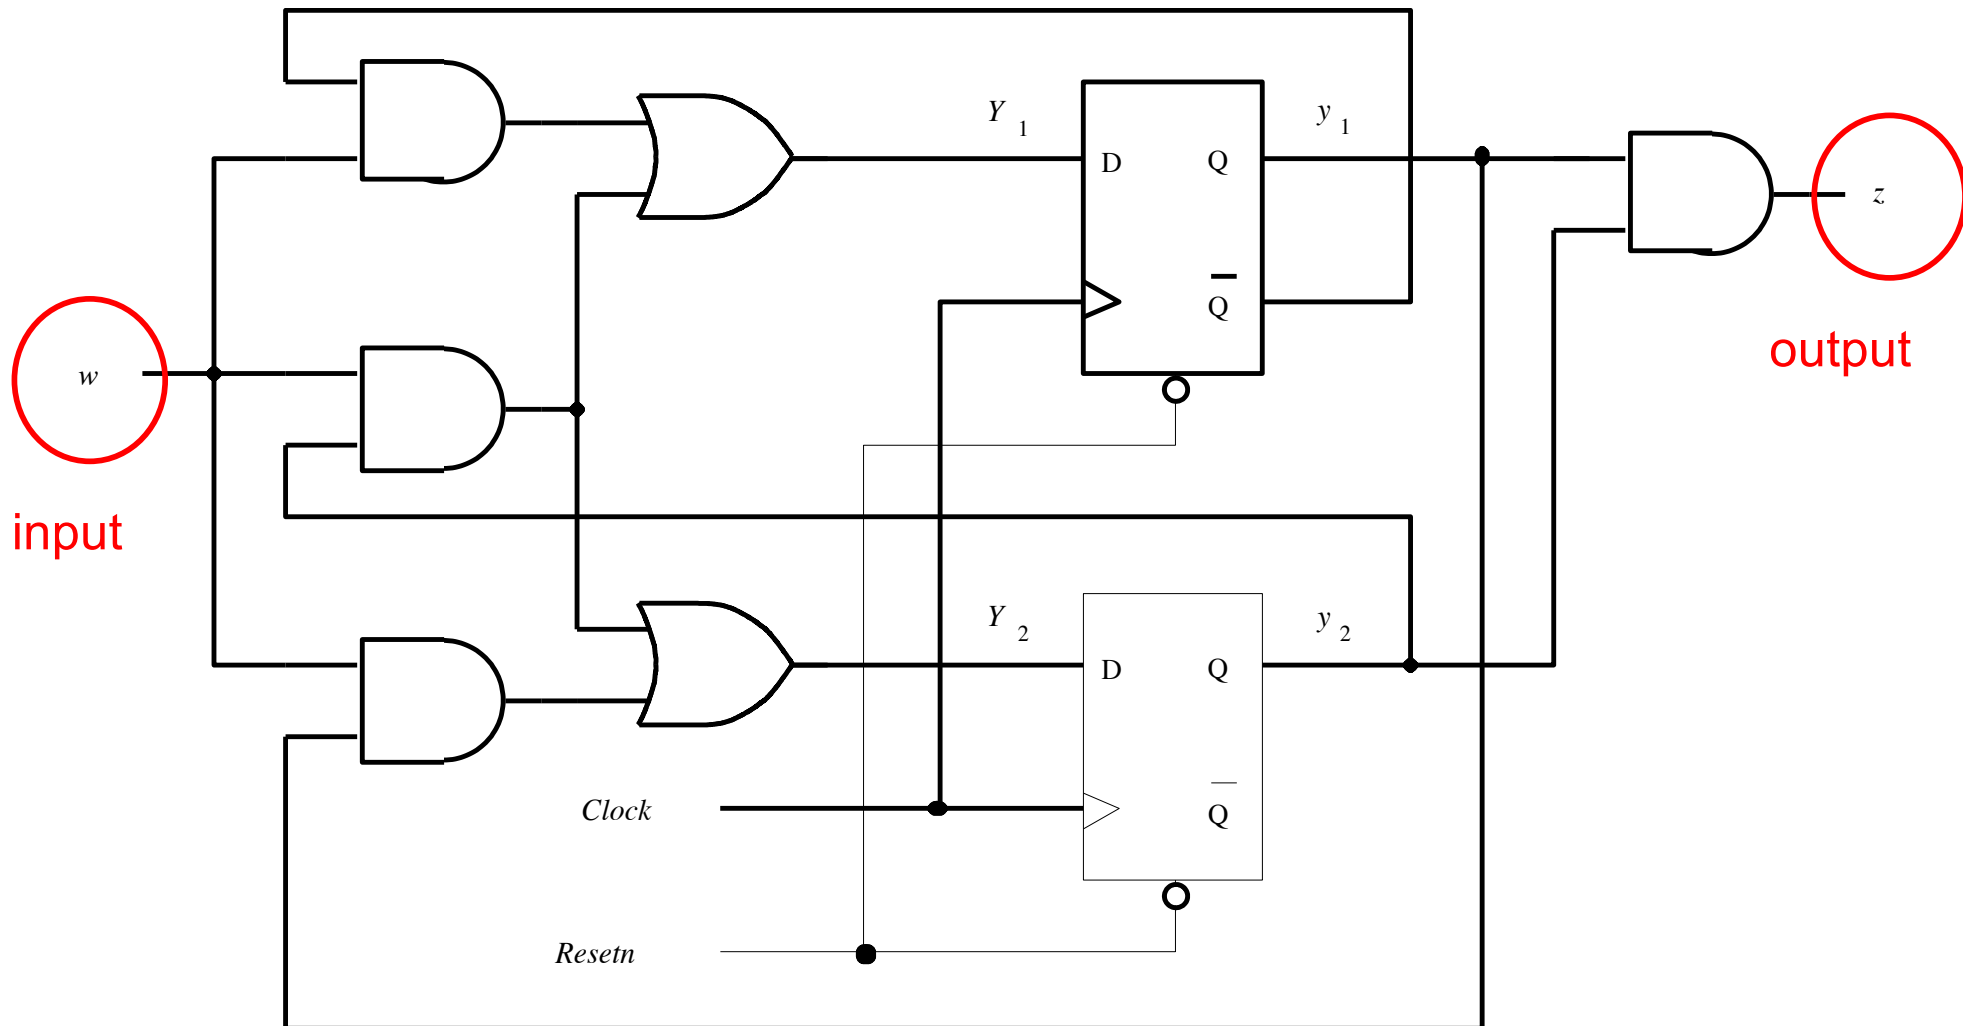 Y 1
y 1
D
Q
Q
z
output
w
input
Y 2
y 2
D
Q
Q
Clock
Resetn